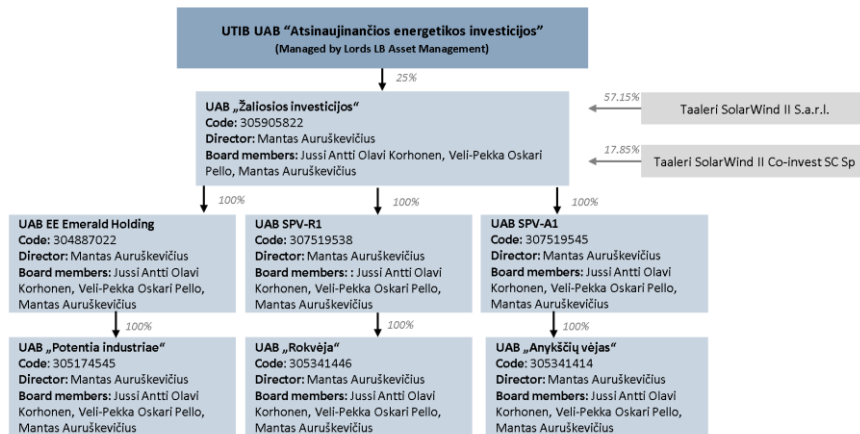 UTIB UAB “Atsinaujinančios energetikos investicijos”
(Managed by Lords LB Asset Management)
25%
UAB „Žaliosios investicijos“
Code: 305905822
Director: Mantas Auruškevičius
Board members: Jussi Antti Olavi Korhonen, Veli-Pekka Oskari
Pello, Mantas Auruškevičius
57,15%
Taaleri SolarWind II S.a.r.l.
17,85%
Taaleri SolarWind II Co-invest SC Sp
100%
100%
100%
UAB EE Emerald Holding
Code: 304887022
Director: Mantas Auruškevičius
Board members: Jussi Antti Olavi
Korhonen, Veli-Pekka Oskari Pello,
Mantas Auruškevičius
UAB SPV-R1
Code: 307519538
Director: Mantas Auruškevičius
Board members: : Jussi Antti Olavi
Korhonen, Veli-Pekka Oskari Pello,
Mantas Auruškevičius
UAB SPV-A1
Code: 307519545
Director: Mantas Auruškevičius
Board members: Jussi Antti Olavi
Korhonen, Veli-Pekka Oskari Pello,
Mantas Auruškevičius
100%
100%
100%
UAB „Potentia industriae“
Code: 305174545
Director: Mantas Auruškevičius
Board members: Jussi Antti Olavi
Korhonen, Veli-Pekka Oskari Pello,
Mantas Auruškevičius
UAB „Rokvėja“
Code: 305341446
Director: Mantas Auruškevičius
Board members: Jussi Antti Olavi
Korhonen, Veli-Pekka Oskari Pello,
Mantas Auruškevičius
UAB „Anykščių vėjas“
Code: 305341414
Director: Mantas Auruškevičius
Board members: Jussi Antti Olavi
Korhonen, Veli-Pekka Oskari Pello,
Mantas Auruškevičius